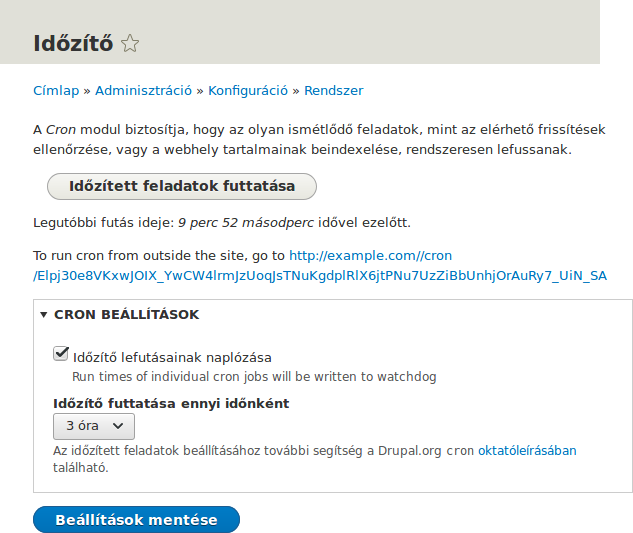 Időzítő
Címlap » Adminisztráció » Konfiguráció » Rendszer
A Cron modul biztosítja, hogy az olyan ismétlődő feladatok, mint az elérhető frissítések
ellenőrzése, vagy a webhely tartalmainak beindexelése, rendszeresen lefussanak.
Időzített feladatok futtatása
Legutóbbi futás ideje: 9 perc 52 másodperc idővel ezelőtt.
To run cron from outside the site, go to http://example.com//cron
/Elpj30e8VKxwJOIX_YwCW4lrmJzUoqJsTNuKgdplRlX6jtPNu7UzZiBbUnhjOrAuRy7_UiN_SA
CRON BEÁLLÍTÁSOK
Időzítő lefutásainak naplózása
Run times of individual cron jobs will be written to watchdog
Időzítő futtatása ennyi időnként
3 óra
Az időzített feladatok beállításához további segítség a Drupal.org cron oktatóleírásában
található.
Beállítások mentése